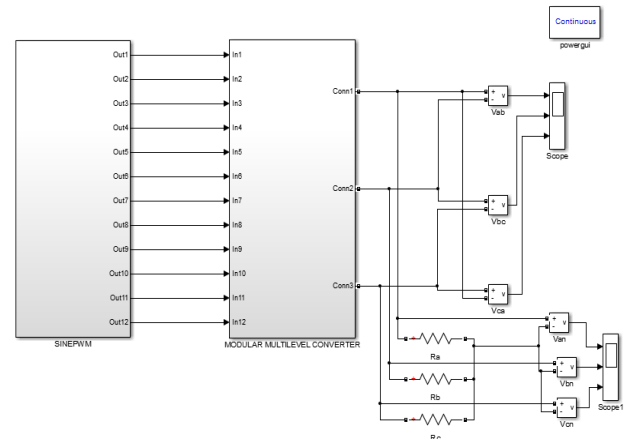 Continuous
powergui
Out1
Out2
Out3
Out4
Out5
Out6
Out7
Out8
Out9
Out10
Out11
Out12
SINEPWM
In1
In2
In3
In4
In5
In6
In7
In8
In9
In10
In11
In12
Conn1
Conn2
Conn3
MODULAR MULTILEVEL CONVERTER
+
-
v
Vab
+
-
v
Vbc
+
-
v
Vca
Scope
+
-
v
Van
+
-
v
Vbn
+
-
v
Vcn
Scope1
+
Ra
+
Rb
+
Rc